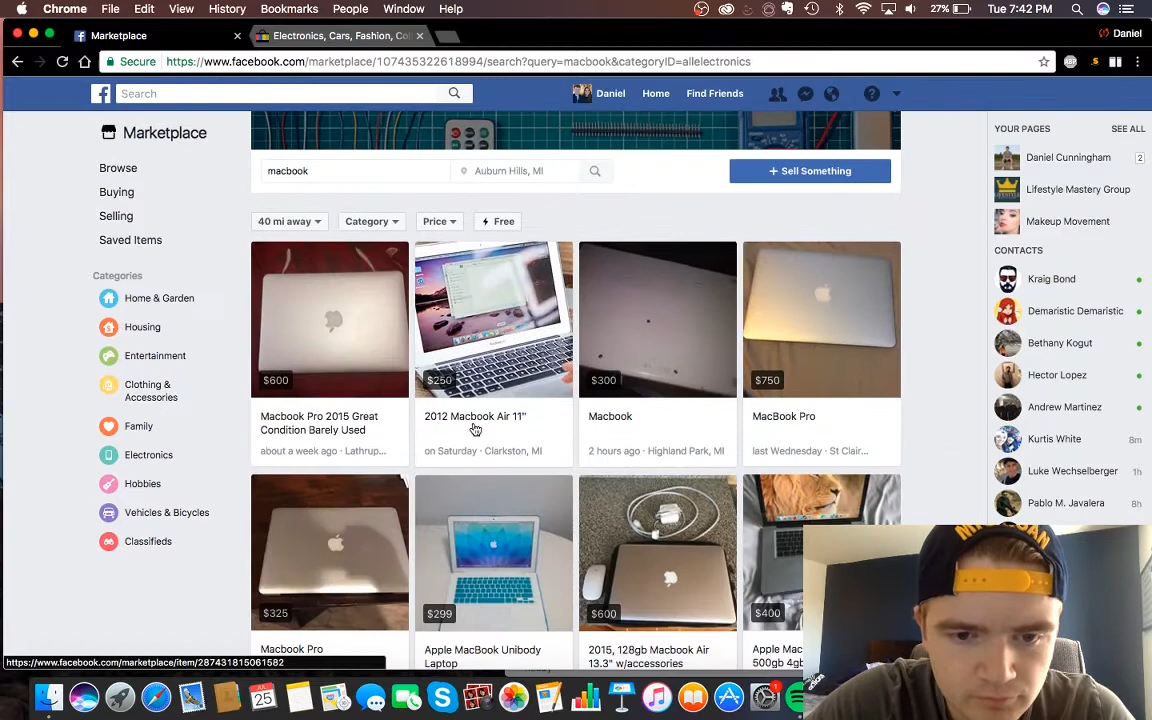 Chrome File Edit View History Bookmarks People Window Help 27% Tue 7:42 PM
Marketplace × Electronics, Cars, Fashion, Co × Daniel
Secure https://www.facebook.com/marketplace/107435322618994/search?query=macbook&categoryID=allelectronics
Search Daniel Home Find Friends
Marketplace
Browse
Buying
Selling
Saved Items
Categories
Home & Garden
Housing
Entertainment
Clothing &
Accessories
Family
Electronics
Hobbies
Vehicles & Bicycles
Classifieds
macbook Auburn Hills, MI + Sell Something
40 mi away Category Price Free
$600 $250 $300 $750
Macbook Pro 2015 Great
Condition Barely Used
about a week ago · Lathrup...
2012 Macbook Air 11"
on Saturday · Clarkston, MI
Macbook
2 hours ago · Highland Park, MI
MacBook Pro
last Wednesday · St Clair...
$325 $299 $600 $400
Macbook Pro
Apple MacBook Unibody
Laptop
2015, 128gb Macbook Air
13.3" w/accessories
Apple Mac
500gb 4gb
YOUR PAGES SEE ALL
Daniel Cunningham 2
Lifestyle Mastery Group
Makeup Movement
CONTACTS
Kraig Bond
Demaristic Demaristic
Bethany Kogut
Hector Lopez
Andrew Martinez
Kurtis White 8m
Luke Wechselberger 1h
Pablo M. Javalera 8h
https://www.facebook.com/marketplace/item/287431815061582
JUL
25
1
adidas